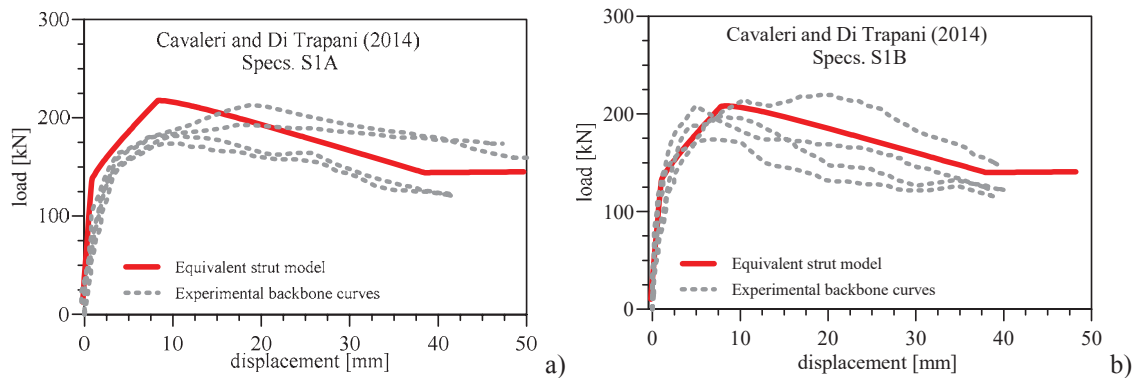 Cavaleri and Di Trapani (2014)
Specs. S1A
load [kN]
300
200
100
0
Equivalent strut model
Experimental backbone curves
0 10 20 30 40 50
displacement [mm]
a)
Cavaleri and Di Trapani (2014)
Specs. S1B
load [kN]
300
200
100
0
Equivalent strut model
Experimental backbone curves
0 10 20 30 40 50
displacement [mm]
b)